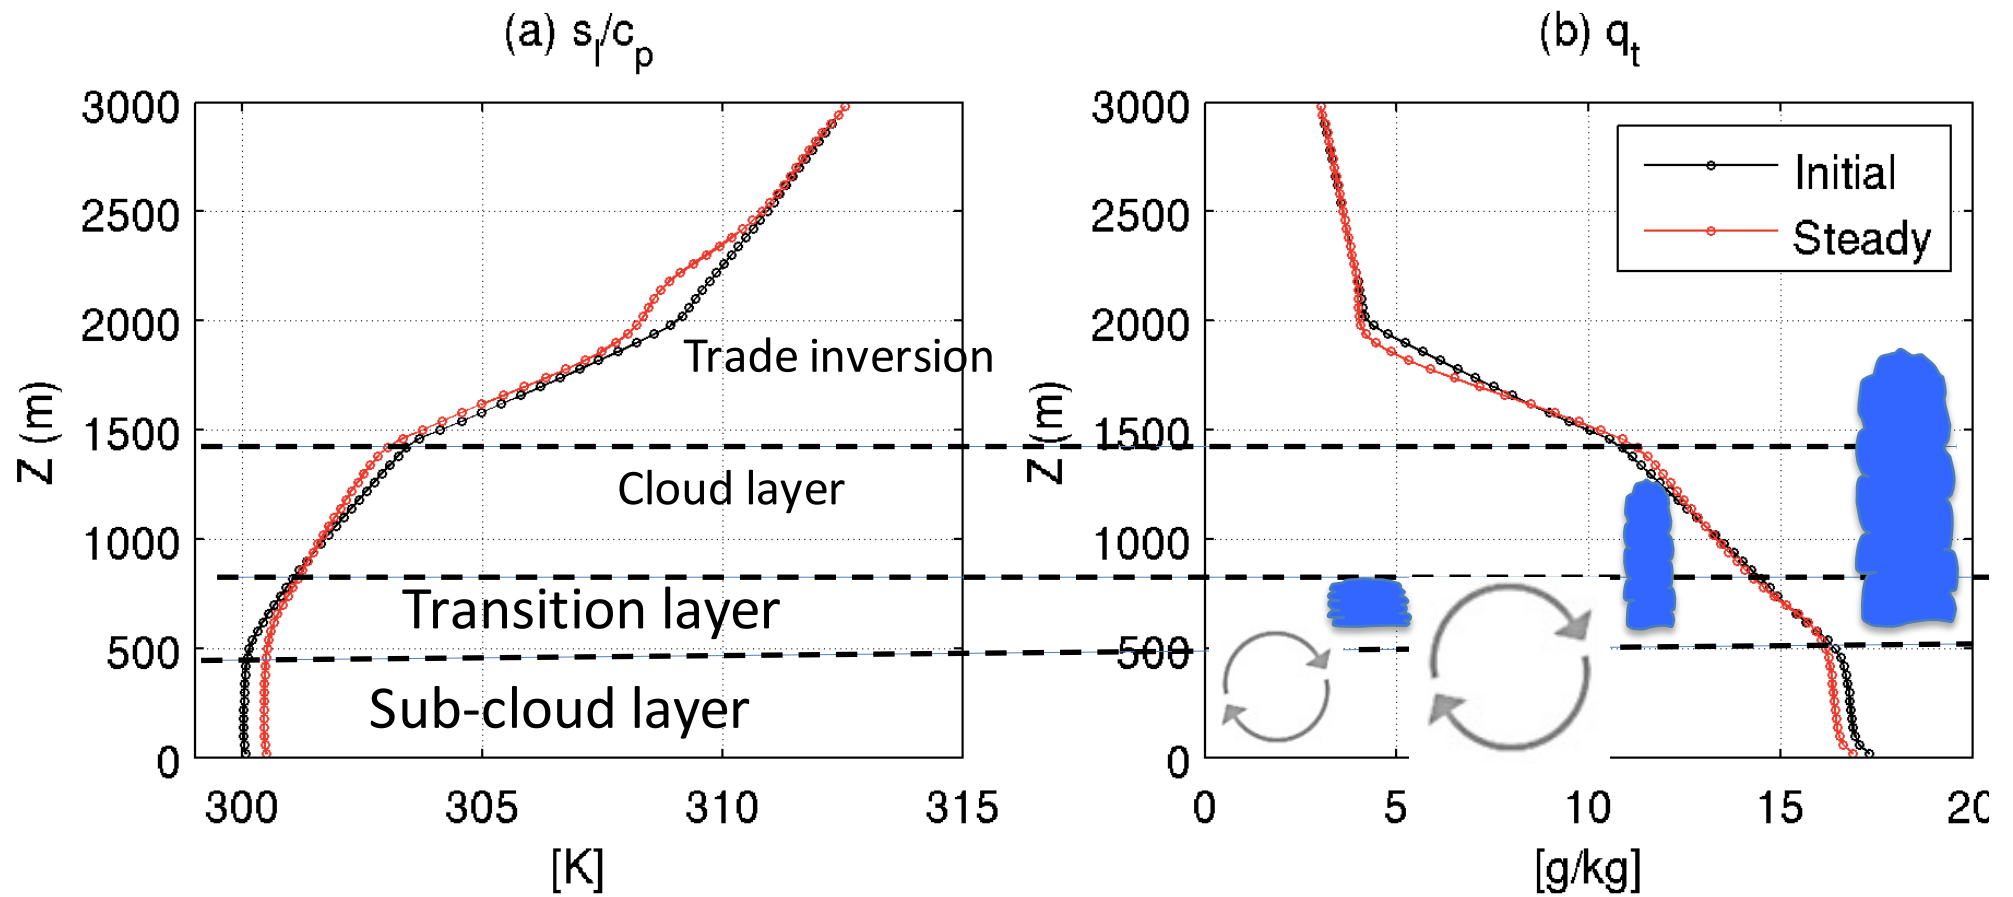 (a) s_l/c_p
3000
2500
2000
1500
1000
500
0
Z (m)
Trade inversion
Cloud layer
Transition layer
Sub-cloud layer
300 305 310 315
[K]
(b) q_t
3000
2500
2000
1500
1000
500
0
Z (m)
Initial
Steady
0 5 10 15 20
[g/kg]